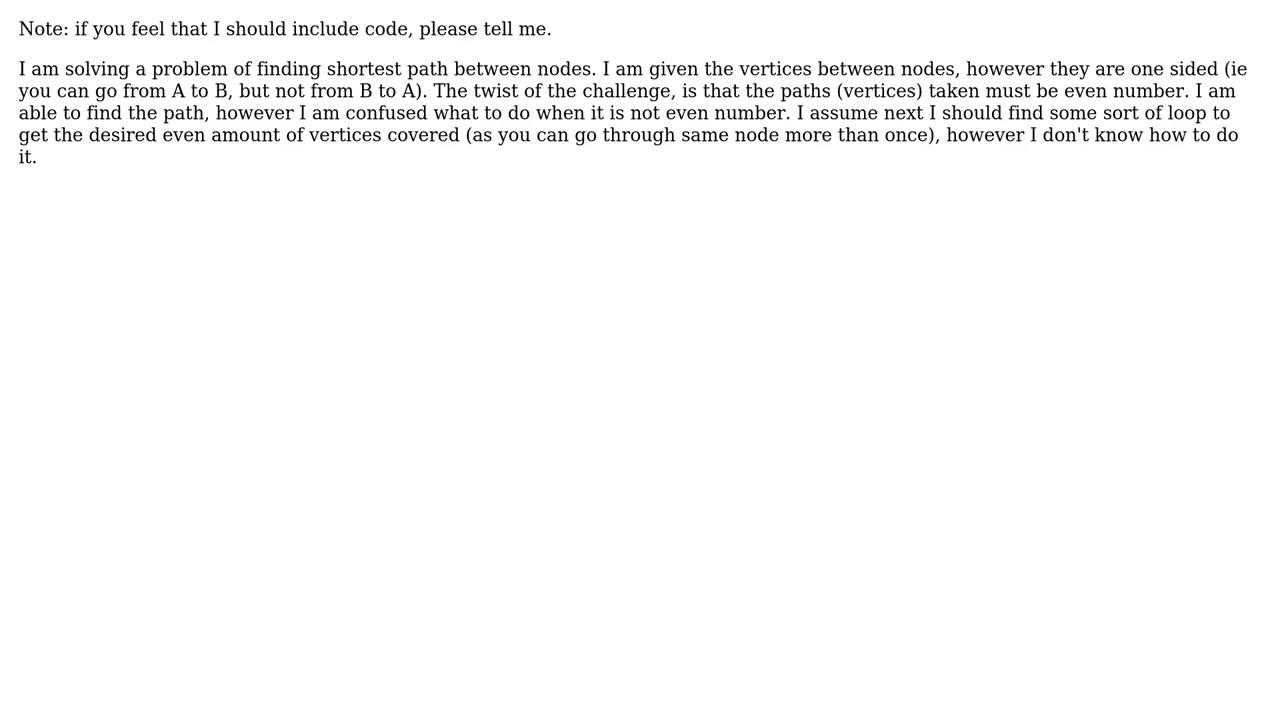 Note: if you feel that I should include code, please tell me.
I am solving a problem of finding shortest path between nodes. I am given the vertices between nodes, however they are one sided (ie
you can go from A to B, but not from B to A). The twist of the challenge, is that the paths (vertices) taken must be even number. I am
able to find the path, however I am confused what to do when it is not even number. I assume next I should find some sort of loop to
get the desired even amount of vertices covered (as you can go through same node more than once), however I don't know how to do
it.